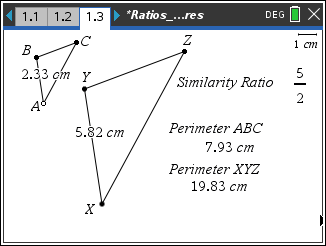 1.1 1.2 1.3 *Ratios_...res DEG
1 cm
B C
2.33 cm
A
Z
Y
5.82 cm
X
Similarity Ratio 5/2
Perimeter ABC
7.93 cm
Perimeter XYZ
19.83 cm